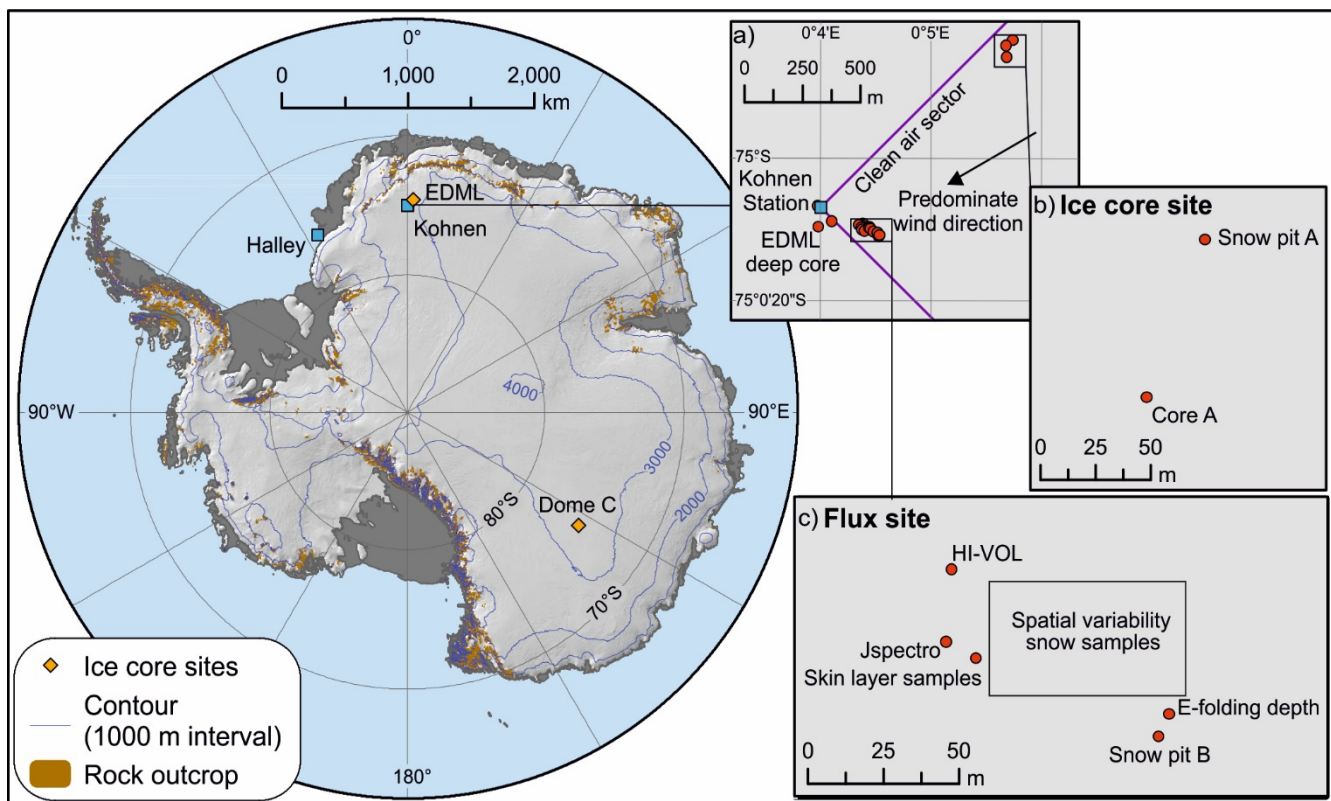 0°
0 1,000 2,000
km
EDML
Kohnen
Halley
90°W
90°E
4000
3000
2000
Dome C
80°S
70°S
180°
Ice core sites
Contour
(1000 m interval)
Rock outcrop
a)
0°4'E 0°5'E
0 250 500
m
Clean air sector
75°S
Kohnen
Station
Predominate
wind direction
EDML
deep core
75°0'20"S
b) Ice core site
Snow pit A
Core A
0 25 50
m
c) Flux site
HI-VOL
Spatial variability
snow samples
Jspectro
Skin layer samples
E-folding depth
Snow pit B
0 25 50
m